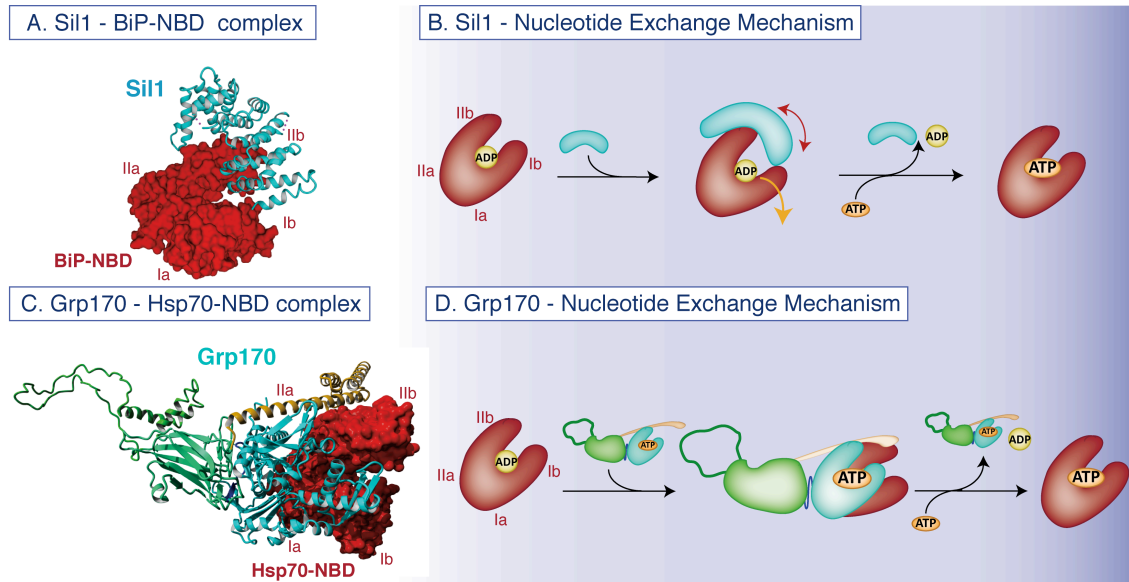 A. Sil1 - BiP-NBD complex
Sil1
IIb
IIa
Ib
BiP-NBD
Ia
B. Sil1 - Nucleotide Exchange Mechanism
IIb
ADP
IIa
Ib
Ia
ADP
ATP
ADP
ATP
C. Grp170 - Hsp70-NBD complex
Grp170
IIa
IIb
Ia
Ib
Hsp70-NBD
D. Grp170 - Nucleotide Exchange Mechanism
IIb
ADP
IIa
Ib
Ia
ATP
ATP
ATP
ADP
ATP
ATP